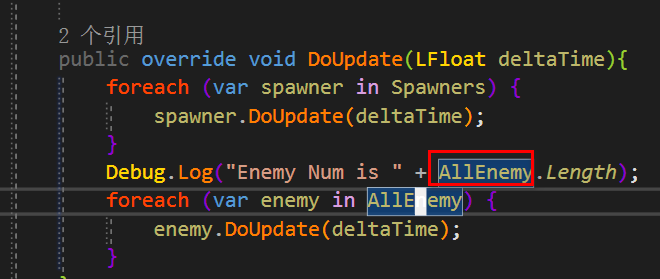 2 个引用
public override void DoUpdate(LFloat deltaTime){
foreach (var spawner in Spawners) {
spawner.DoUpdate(deltaTime);
}
Debug.Log("Enemy Num is " + AllEnemy.Length);
foreach (var enemy in AllEnemy) {
enemy.DoUpdate(deltaTime);
}
}